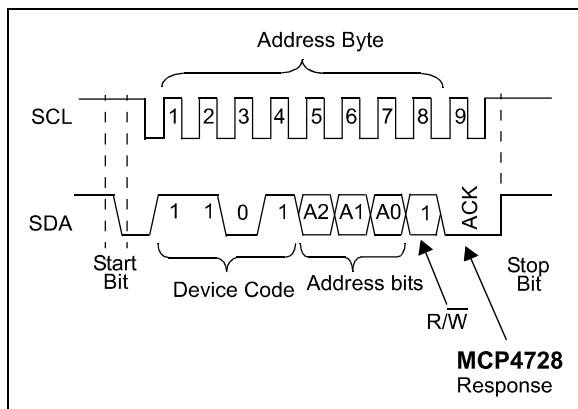 Address Byte
SCL 1 2 3 4 5 6 7 8 9
SDA 1 1 0 1 A2 A1 A0 1 ACK
Start Bit
Device Code
Address bits
R/W̅
Stop Bit
MCP4728
Response